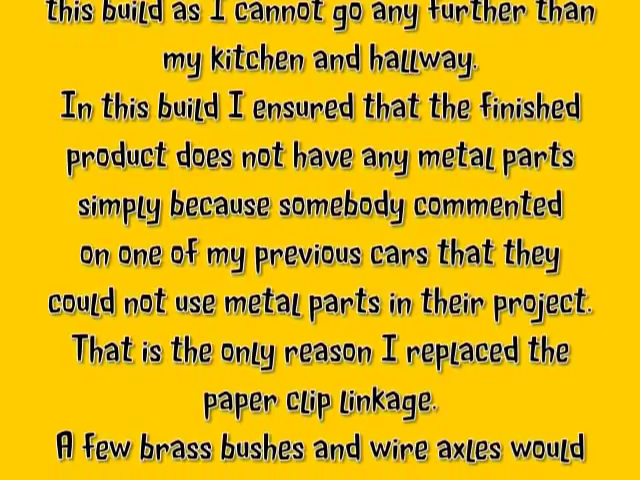 this build as I cannot go any further than
my kitchen and hallway.
In this build I ensured that the finished
product does not have any metal parts
simply because somebody commented
on one of my previous cars that they
could not use metal parts in their project.
That is the only reason I replaced the
paper clip linkage.
A few brass bushes and wire axles would